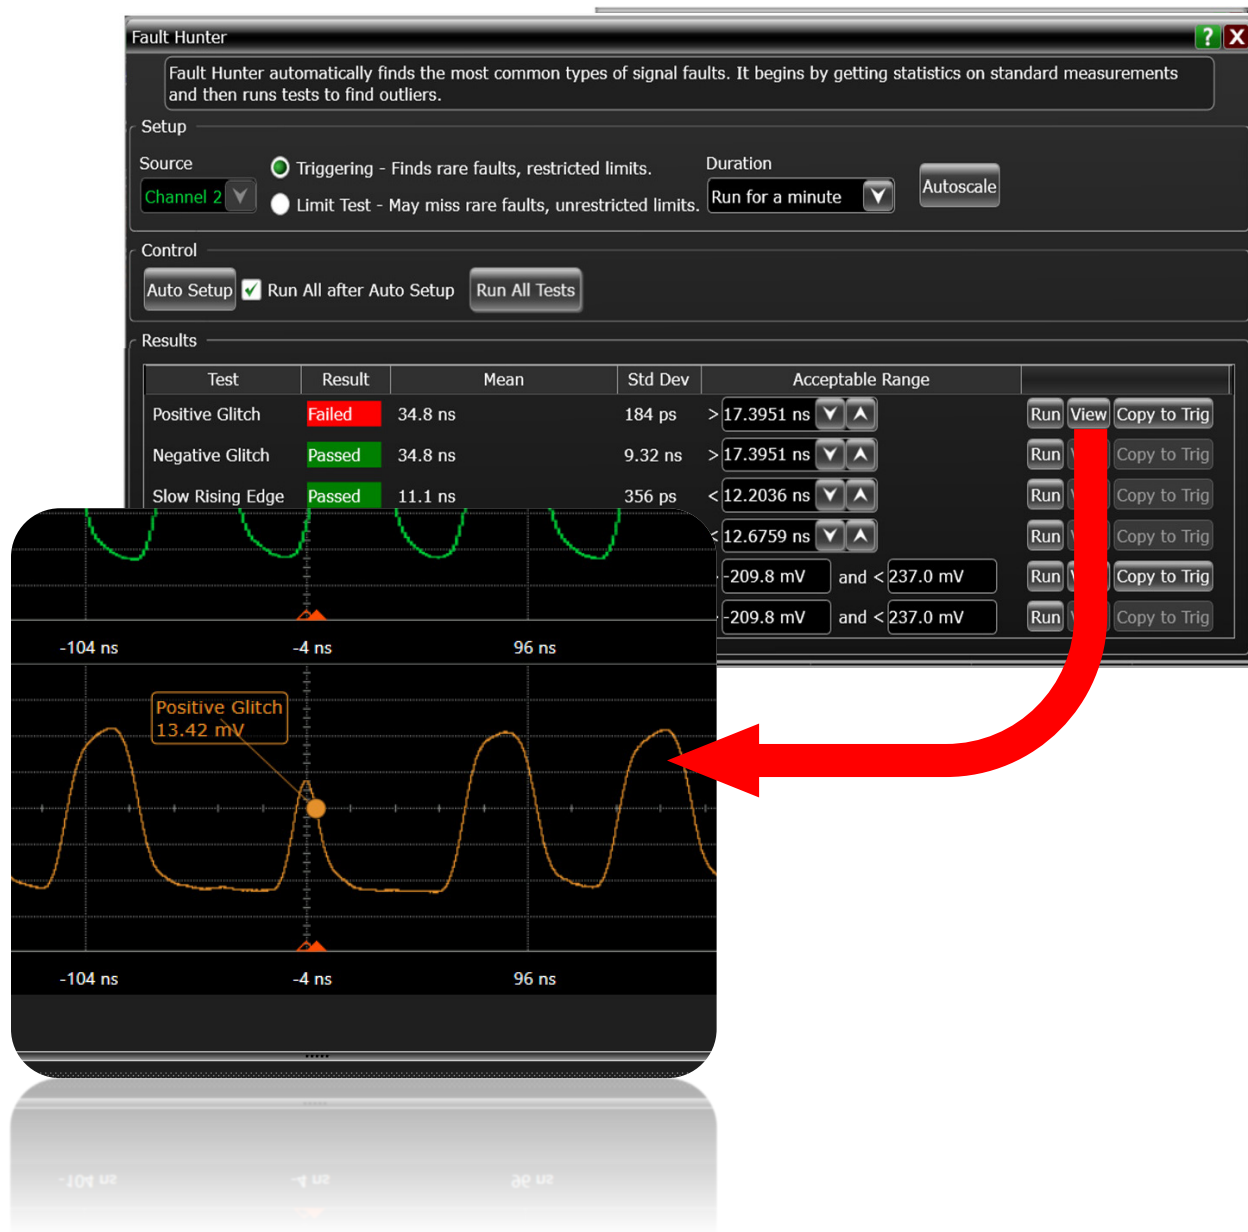 Fault Hunter
? X
Fault Hunter automatically finds the most common types of signal faults. It begins by getting statistics on standard measurements
and then runs tests to find outliers.
Setup
Source
Channel 2
Triggering - Finds rare faults, restricted limits.
Limit Test - May miss rare faults, unrestricted limits.
Duration
Run for a minute
Autoscale
Control
Auto Setup Run All after Auto Setup Run All Tests
Results
Test Result Mean Std Dev Acceptable Range
Positive Glitch Failed 34.8 ns 184 ps > 17.3951 ns Run View Copy to Trig
Negative Glitch Passed 34.8 ns 9.32 ns > 17.3951 ns Run Copy to Trig
Slow Rising Edge Passed 11.1 ns 356 ps < 12.2036 ns Run Copy to Trig
< 12.6759 ns Run Copy to Trig
-209.8 mV and < 237.0 mV Run Copy to Trig
-209.8 mV and < 237.0 mV Run Copy to Trig
-104 ns -4 ns 96 ns
Positive Glitch
13.42 mV
-104 ns -4 ns 96 ns